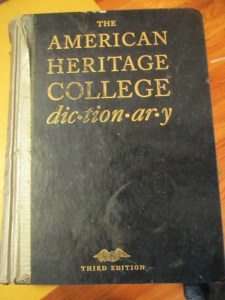 THE
AMERICAN
HERITAGE
COLLEGE
dic•tion•ar•y
THIRD EDITION